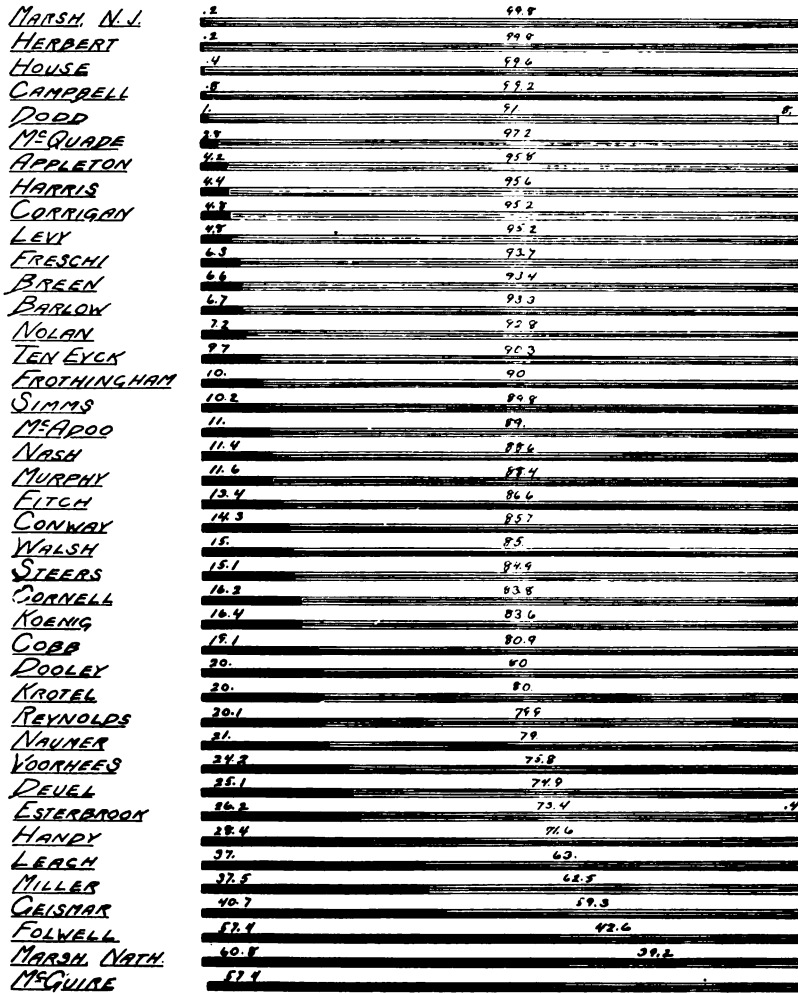 MARSH, N.J. .2 99.8
HERBERT .2 99.8
HOUSE .4 99.6
CAMPBELL .8 99.2
DODD 1. 91. 8.
McQUADE 2.8 97.2
APPLETON 4.2 95.8
HARRIS 4.4 95.6
CORRIGAN 4.8 95.2
LEVY 4.8 95.2
FRESCHI 6.3 93.7
BREEN 6.6 93.4
BARLOW 6.7 93.3
NOLAN 7.2 92.8
TEN EYCK 9.7 90.3
FROTHINGHAM 10. 90
SIMMS 10.2 89.8
McADOO 11. 89.
NASH 11.4 88.6
MURPHY 11.6 88.4
FITCH 13.4 86.6
CONWAY 14.3 85.7
WALSH 15. 85
STEERS 15.1 84.9
CORNELL 16.2 83.8
KOENIG 16.4 83.6
COBB 19.1 80.9
DOOLEY 20. 80
KROTEL 20. 80
REYNOLDS 20.1 79.9
NAUMER 21. 79
VOORHEES 24.2 75.8
DEUEL 25.1 74.9
ESTERBROOK 26.2 73.4 .4
HANDY 28.4 71.6
LEACH 37. 63.
MILLER 37.5 62.5
GEISMAR 40.7 59.3
FOLWELL 57.4 42.6
MARSH, NATH. 60.8 39.2
McGUIRE 57.4